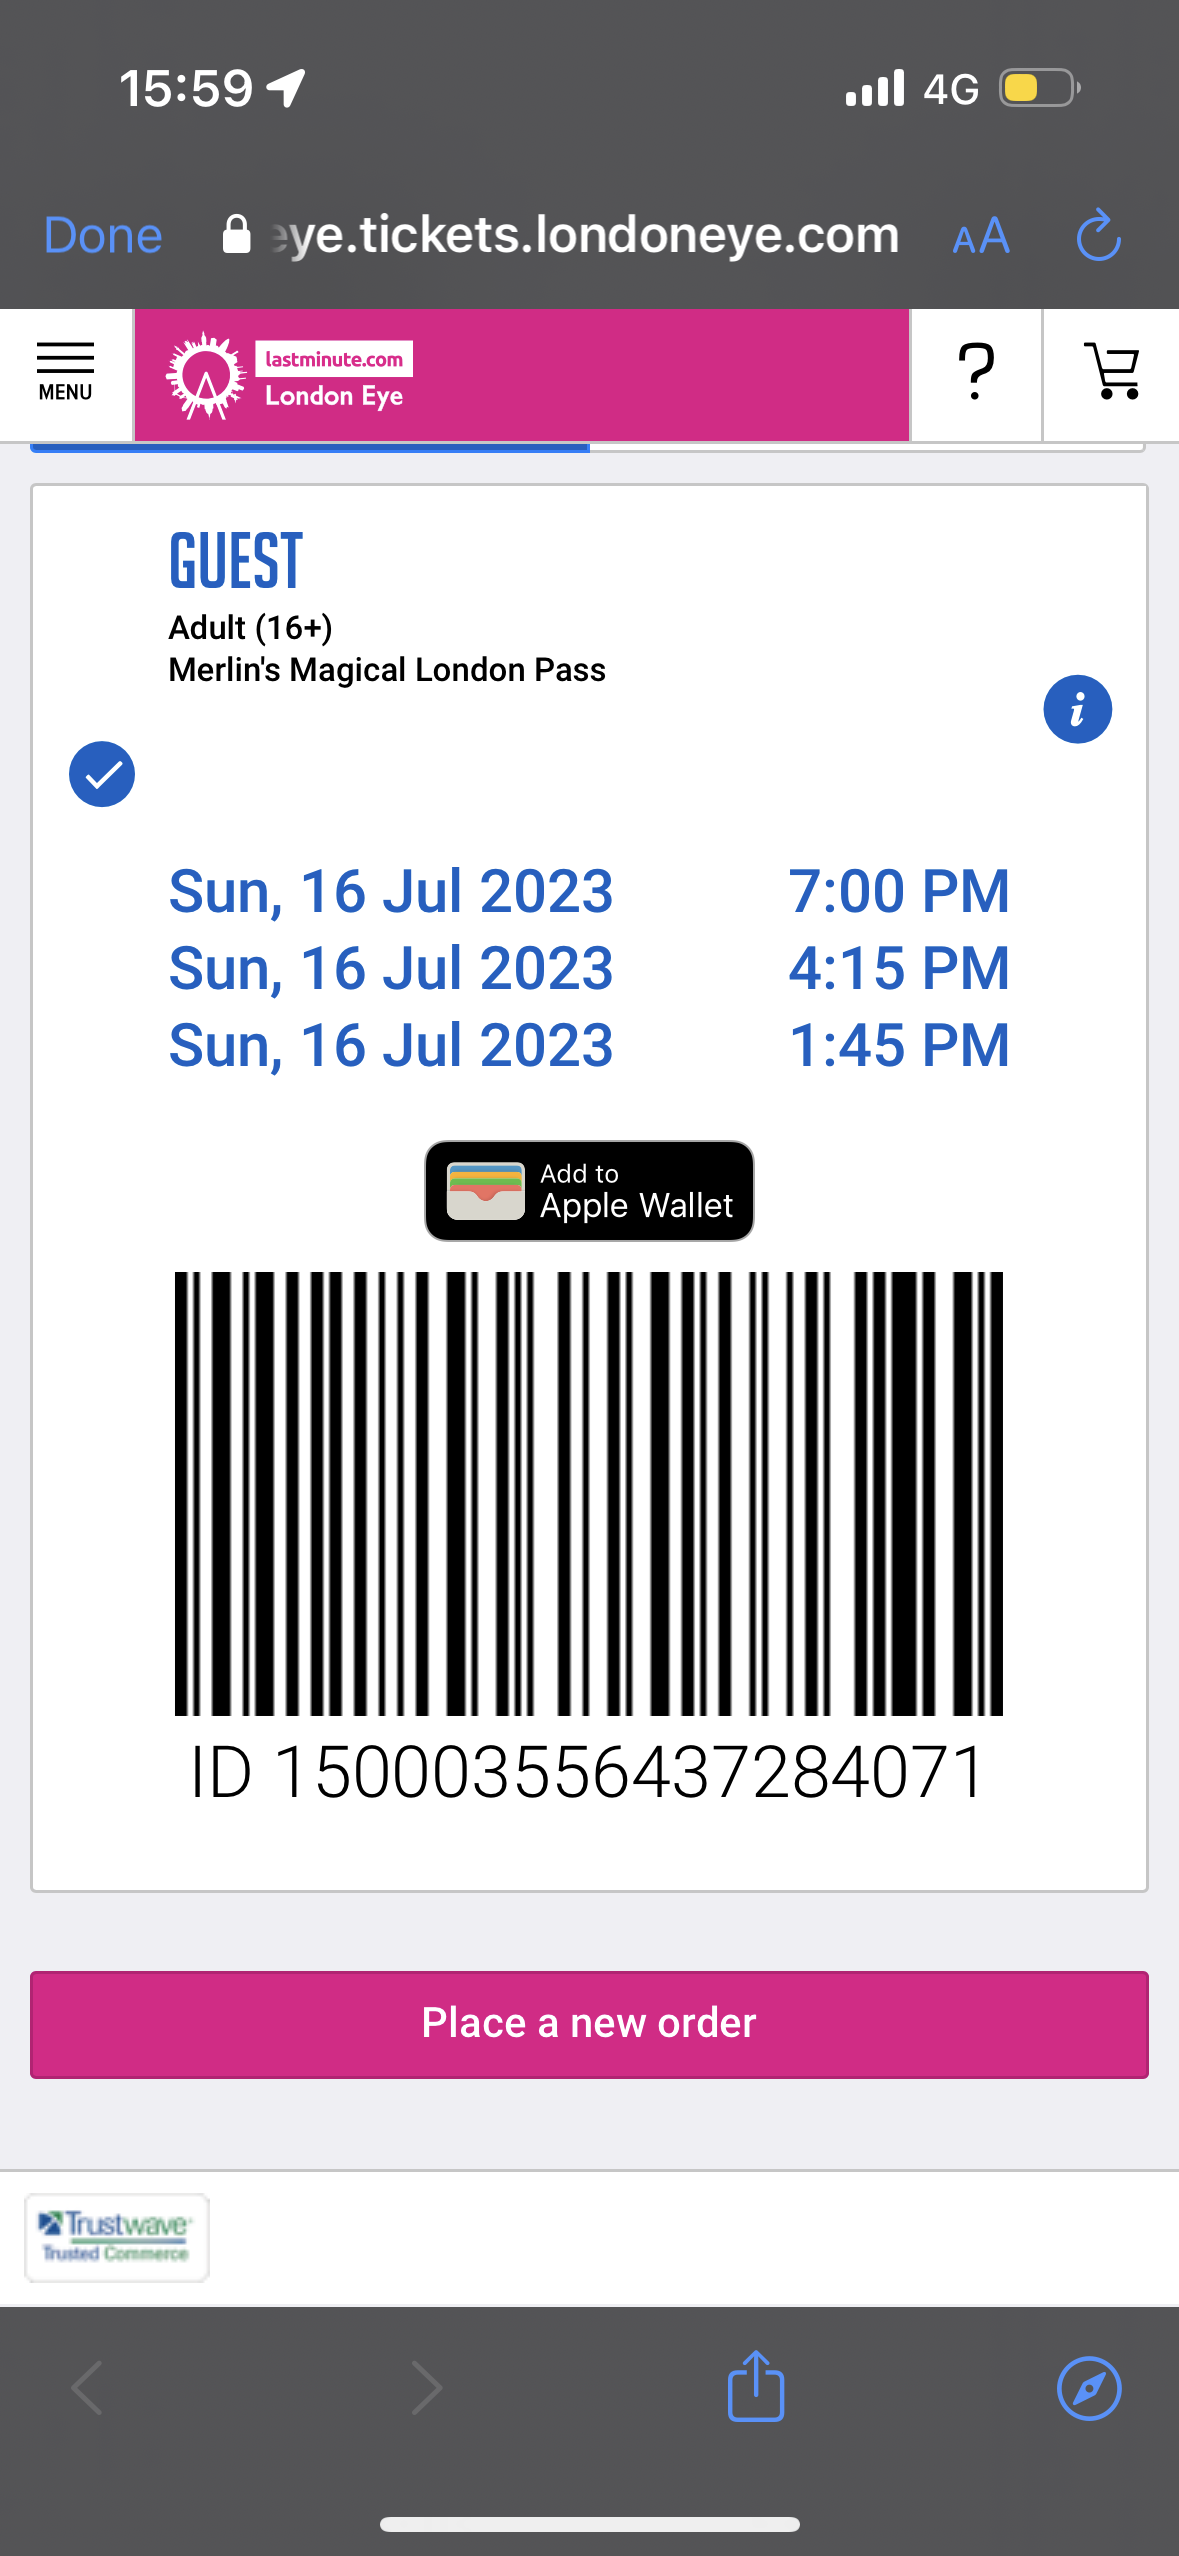 15:59 4G
Done eye.tickets.londoneye.com AA
MENU
lastminute.com
London Eye
?
GUEST
Adult (16+)
Merlin's Magical London Pass
i
Sun, 16 Jul 2023 7:00 PM
Sun, 16 Jul 2023 4:15 PM
Sun, 16 Jul 2023 1:45 PM
Add to
Apple Wallet
ID 150003556437284071
Place a new order
Trustwave
Trusted Commerce